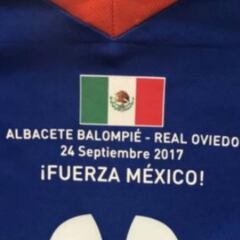 ALBACETE BALOMPIÉ - REAL OVIEDO
24 Septiembre 2017
¡FUERZA MÉXICO!